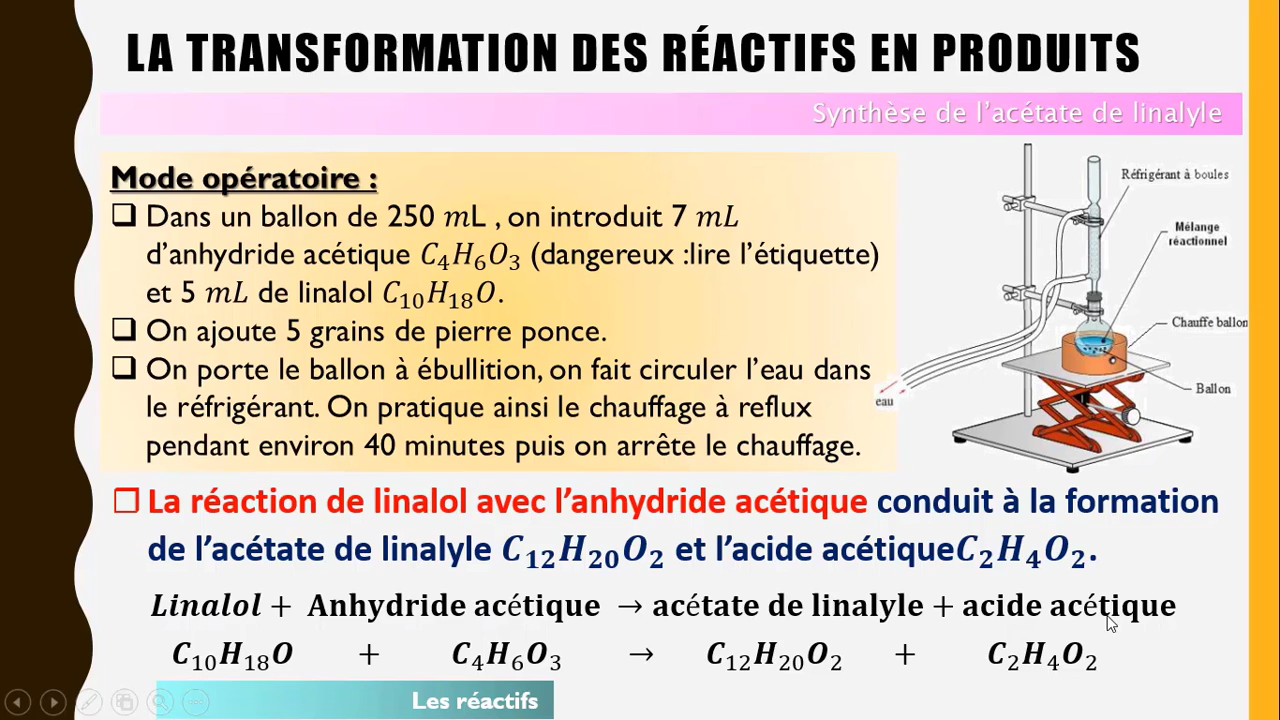 LA TRANSFORMATION DES RÉACTIFS EN PRODUITS
Synthèse de l'acétate de linalyle
Mode opératoire :
❑ Dans un ballon de 250 mL , on introduit 7 mL
d'anhydride acétique C₄H₆O₃ (dangereux :lire l'étiquette)
et 5 mL de linalol C₁₀H₁₈O.
❑ On ajoute 5 grains de pierre ponce.
❑ On porte le ballon à ébullition, on fait circuler l'eau dans
le réfrigérant. On pratique ainsi le chauffage à reflux
pendant environ 40 minutes puis on arrête le chauffage.
Réfrigérant à boules
Mélange
réactionnel
Chauffe ballon
Ballon
eau
❒ La réaction de linalol avec l'anhydride acétique conduit à la formation
de l'acétate de linalyle C₁₂H₂₀O₂ et l'acide acétiqueC₂H₄O₂.
Linalol + Anhydride acétique → acétate de linalyle + acide acétique
C₁₀H₁₈O + C₄H₆O₃ → C₁₂H₂₀O₂ + C₂H₄O₂
Les réactifs